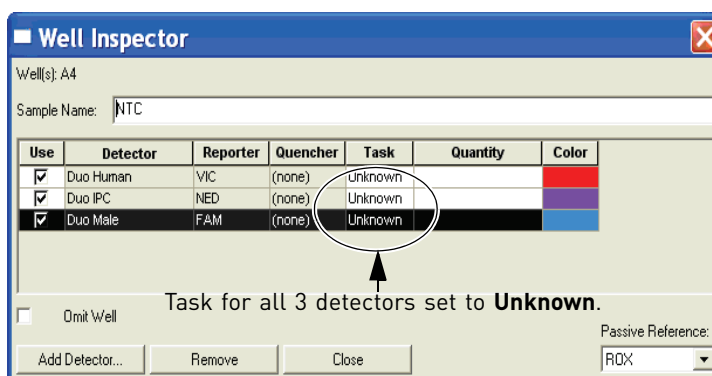 Well Inspector
Well(s): A4
Sample Name: NTC
Use Detector Reporter Quencher Task Quantity Color
Duo Human VIC (none) Unknown
Duo IPC NED (none) Unknown
Duo Male FAM (none) Unknown
Task for all 3 detectors set to Unknown.
Omit Well
Passive Reference:
Add Detector... Remove Close ROX